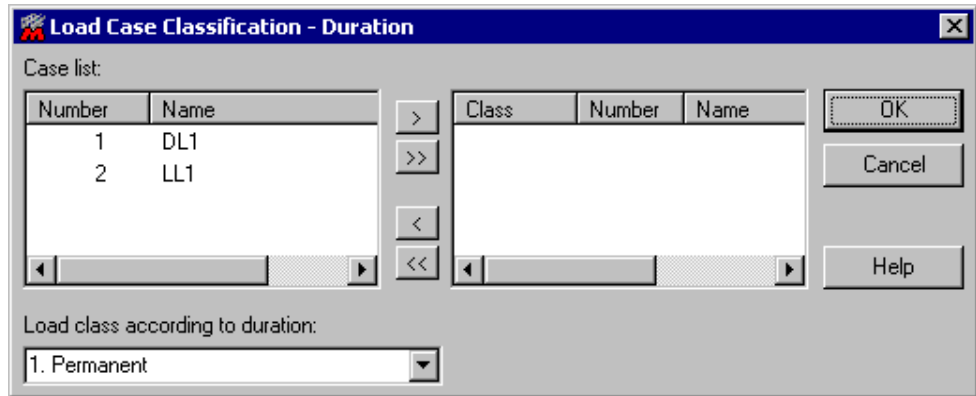 Load Case Classification - Duration
Case list:
Number Name
1 DL1
2 LL1
>
>>
<
<<
Class Number Name
OK
Cancel
Help
Load class according to duration:
1. Permanent